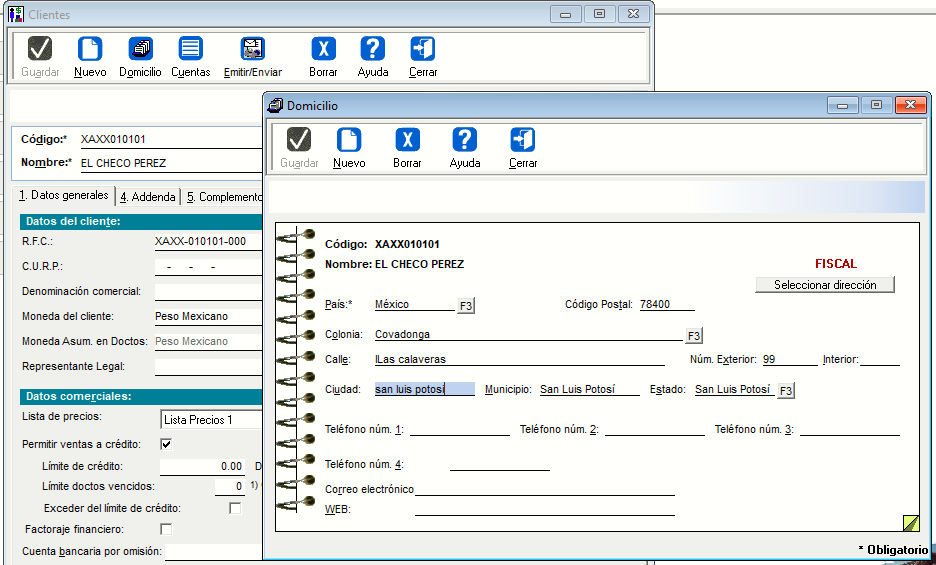 Clientes
Guardar Nuevo Domicilio Cuentas Emitir/Enviar Borrar Ayuda Cerrar
Código:* XAXX010101
Nombre:* EL CHECO PEREZ
1. Datos generales 4. Addenda 5. Complemento
Datos del cliente:
R.F.C.: XAXX-010101-000
C.U.R.P.: - - -
Denominación comercial:
Moneda del cliente: Peso Mexicano
Moneda Asum. en Doctos: Peso Mexicano
Representante Legal:
Datos comerciales:
Lista de precios: Lista Precios 1
Permitir ventas a crédito:
Límite de crédito: 0.00 D
Límite doctos vencidos: 0 1)
Exceder del límite de crédito:
Factoraje financiero:
Cuenta bancaria por omisión:
Domicilio
Guardar Nuevo Borrar Ayuda Cerrar
Código: XAXX010101
Nombre: EL CHECO PEREZ
FISCAL
Seleccionar dirección
País:* México F3 Código Postal: 78400
Colonia: Covadonga F3
Calle: lLas calaveras Núm. Exterior: 99 Interior:
Ciudad: san luis potosí Municipio: San Luis Potosí Estado: San Luis Potosí F3
Teléfono núm. 1: Teléfono núm. 2: Teléfono núm. 3:
Teléfono núm. 4:
Correo electrónico
WEB:
* Obligatorio